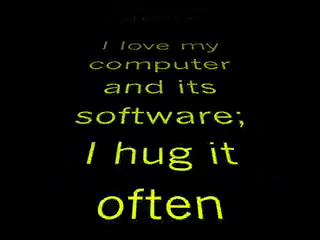 I love my
computer
and its
software;
I hug it
often